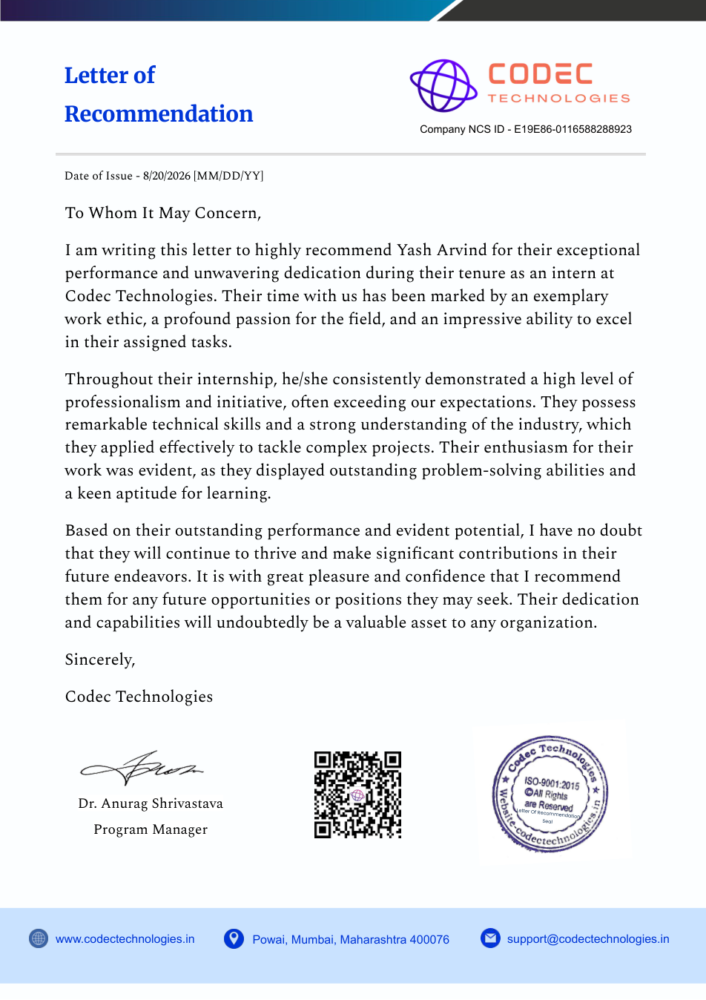 Letter of
Recommendation
CODEC
TECHNOLOGIES
Company NCS ID - E19E86-0116588288923
Date of Issue - 8/20/2026 [MM/DD/YY]
To Whom It May Concern,
I am writing this letter to highly recommend Yash Arvind for their exceptional
performance and unwavering dedication during their tenure as an intern at
Codec Technologies. Their time with us has been marked by an exemplary
work ethic, a profound passion for the field, and an impressive ability to excel
in their assigned tasks.
Throughout their internship, he/she consistently demonstrated a high level of
professionalism and initiative, often exceeding our expectations. They possess
remarkable technical skills and a strong understanding of the industry, which
they applied effectively to tackle complex projects. Their enthusiasm for their
work was evident, as they displayed outstanding problem-solving abilities and
a keen aptitude for learning.
Based on their outstanding performance and evident potential, I have no doubt
that they will continue to thrive and make significant contributions in their
future endeavors. It is with great pleasure and confidence that I recommend
them for any future opportunities or positions they may seek. Their dedication
and capabilities will undoubtedly be a valuable asset to any organization.
Sincerely,
Codec Technologies
Dr. Anurag Shrivastava
Program Manager
★ Codec Technologies ★
ISO-9001:2015
©All Rights
are Reserved
Letter Of Recommendation
Seal
Website-codectechnologies.in
www.codectechnologies.in
Powai, Mumbai, Maharashtra 400076
support@codectechnologies.in